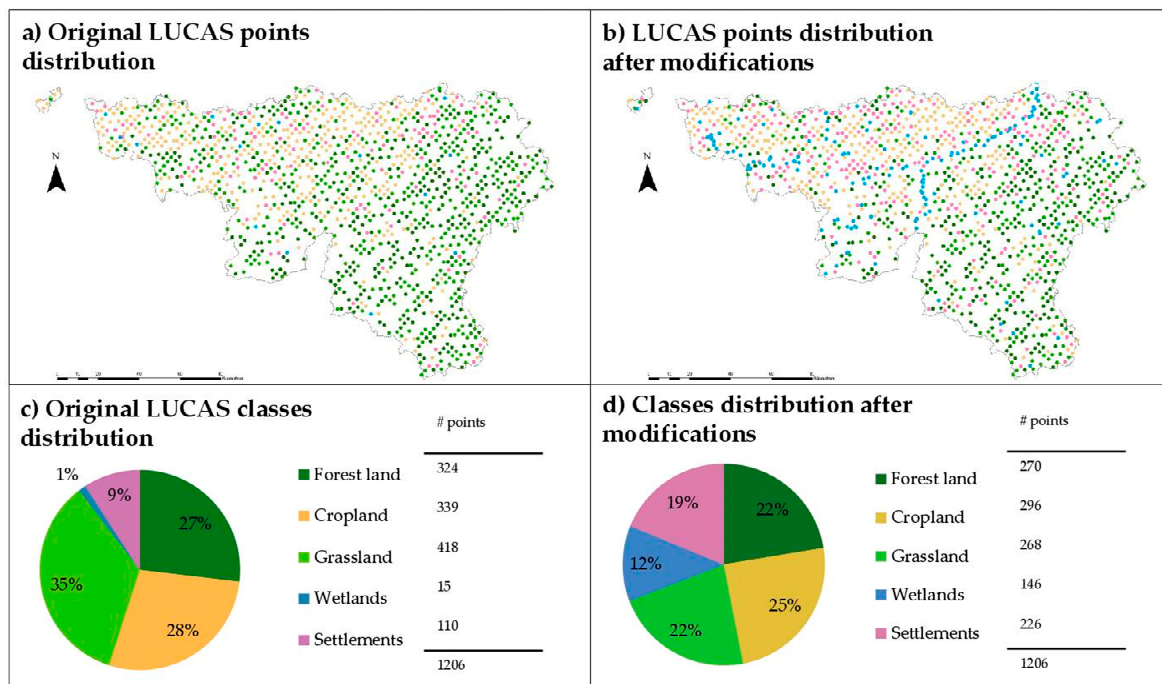 a) Original LUCAS points
distribution
N
b) LUCAS points distribution
after modifications
N
c) Original LUCAS classes
distribution
# points
1%
9%
27%
35%
28%
Forest land
324
Cropland
339
Grassland
418
Wetlands
15
Settlements
110
1206
d) Classes distribution after
modifications
# points
19%
22%
12%
22%
25%
Forest land
270
Cropland
296
Grassland
268
Wetlands
146
Settlements
226
1206